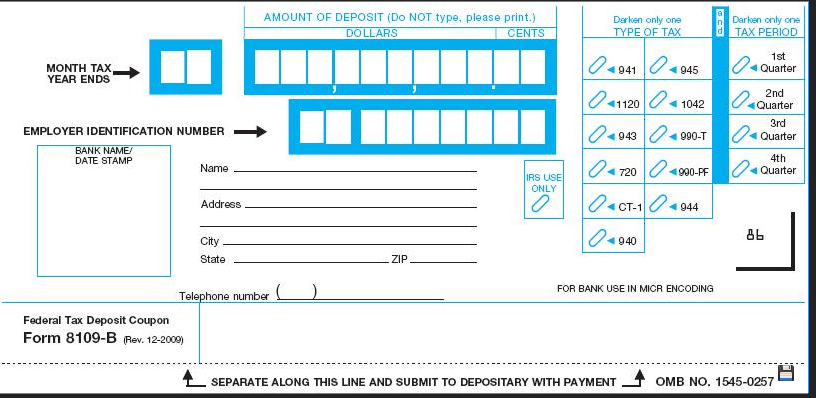 AMOUNT OF DEPOSIT (Do NOT type, please print.)
DOLLARS CENTS
MONTH TAX
YEAR ENDS
EMPLOYER IDENTIFICATION NUMBER
BANK NAME/
DATE STAMP
Name
Address
City
State ZIP
Telephone number ( )
IRS USE
ONLY
Darken only one
TYPE OF TAX
941 945
1120 1042
943 990-T
720 990-PF
CT-1 944
940
and
Darken only one
TAX PERIOD
1st
Quarter
2nd
Quarter
3rd
Quarter
4th
Quarter
86
FOR BANK USE IN MICR ENCODING
Federal Tax Deposit Coupon
Form 8109-B (Rev. 12-2009)
SEPARATE ALONG THIS LINE AND SUBMIT TO DEPOSITARY WITH PAYMENT
OMB NO. 1545-0257